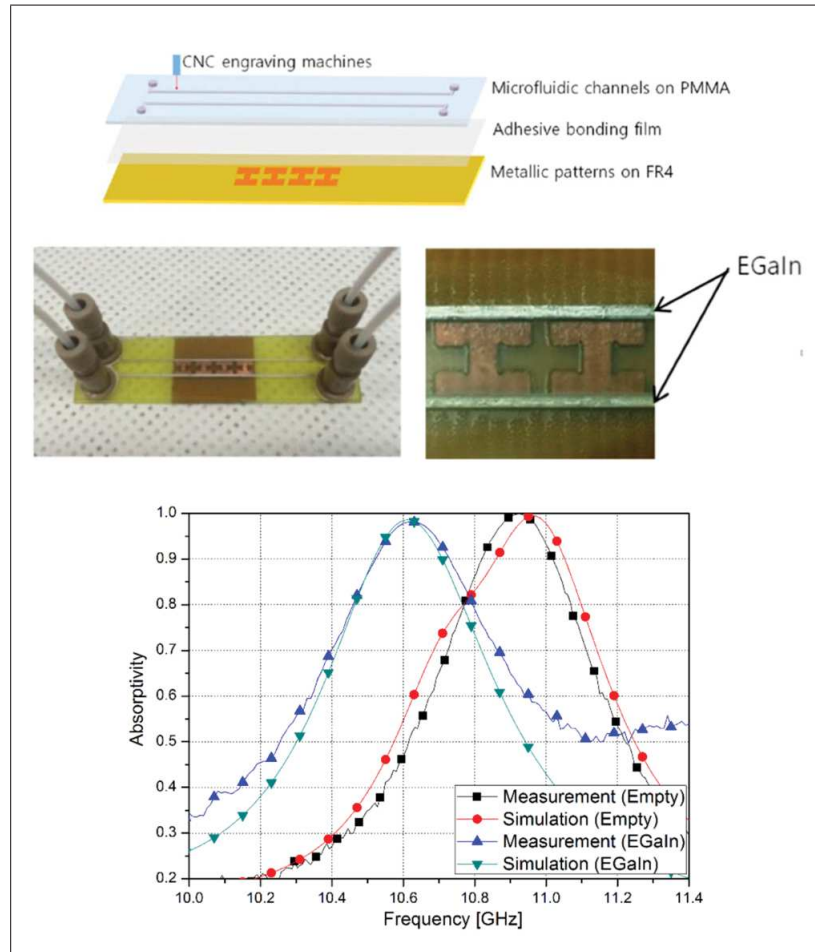 CNC engraving machines
Microfluidic channels on PMMA
Adhesive bonding film
Metallic patterns on FR4
EGaIn
1.0
0.9
0.8
0.7
0.6
0.5
0.4
0.3
0.2
Absorptivity
Measurement (Empty)
Simulation (Empty)
Measurement (EGaIn)
Simulation (EGaIn)
10.0 10.2 10.4 10.6 10.8 11.0 11.2 11.4
Frequency [GHz]